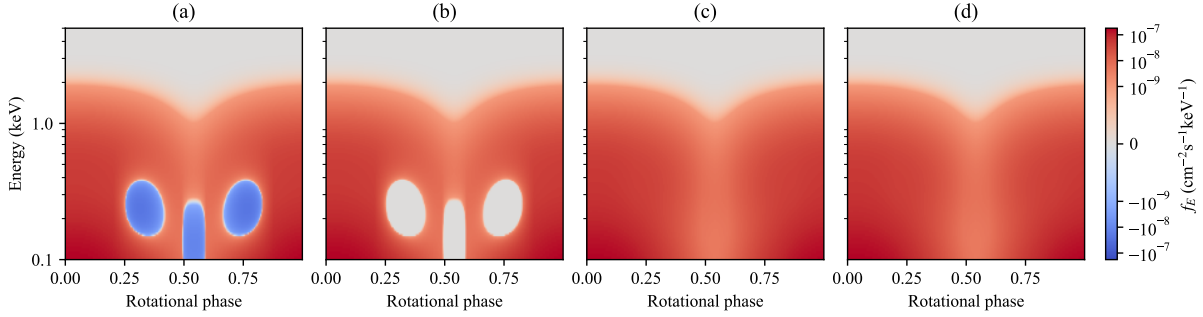 (a) (b) (c) (d)
Energy (keV)
1.0
0.1
0.00 0.25 0.50 0.75
0.00 0.25 0.50 0.75
0.00 0.25 0.50 0.75
0.00 0.25 0.50 0.75
Rotational phase Rotational phase Rotational phase Rotational phase
10⁻⁷
10⁻⁸
10⁻⁹
0
−10⁻⁹
−10⁻⁸
−10⁻⁷
f_E (cm⁻²s⁻¹keV⁻¹)